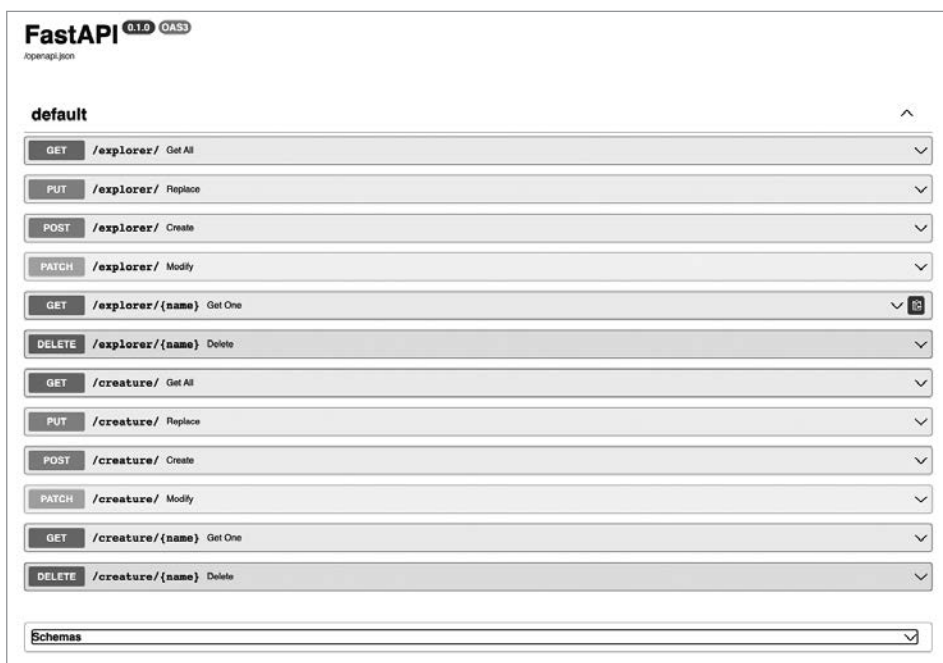 FastAPI 0.1.0 OAS3
/openapi.json
default
GET /explorer/ Get All
PUT /explorer/ Replace
POST /explorer/ Create
PATCH /explorer/ Modify
GET /explorer/{name} Get One
DELETE /explorer/{name} Delete
GET /creature/ Get All
PUT /creature/ Replace
POST /creature/ Create
PATCH /creature/ Modify
GET /creature/{name} Get One
DELETE /creature/{name} Delete
Schemas